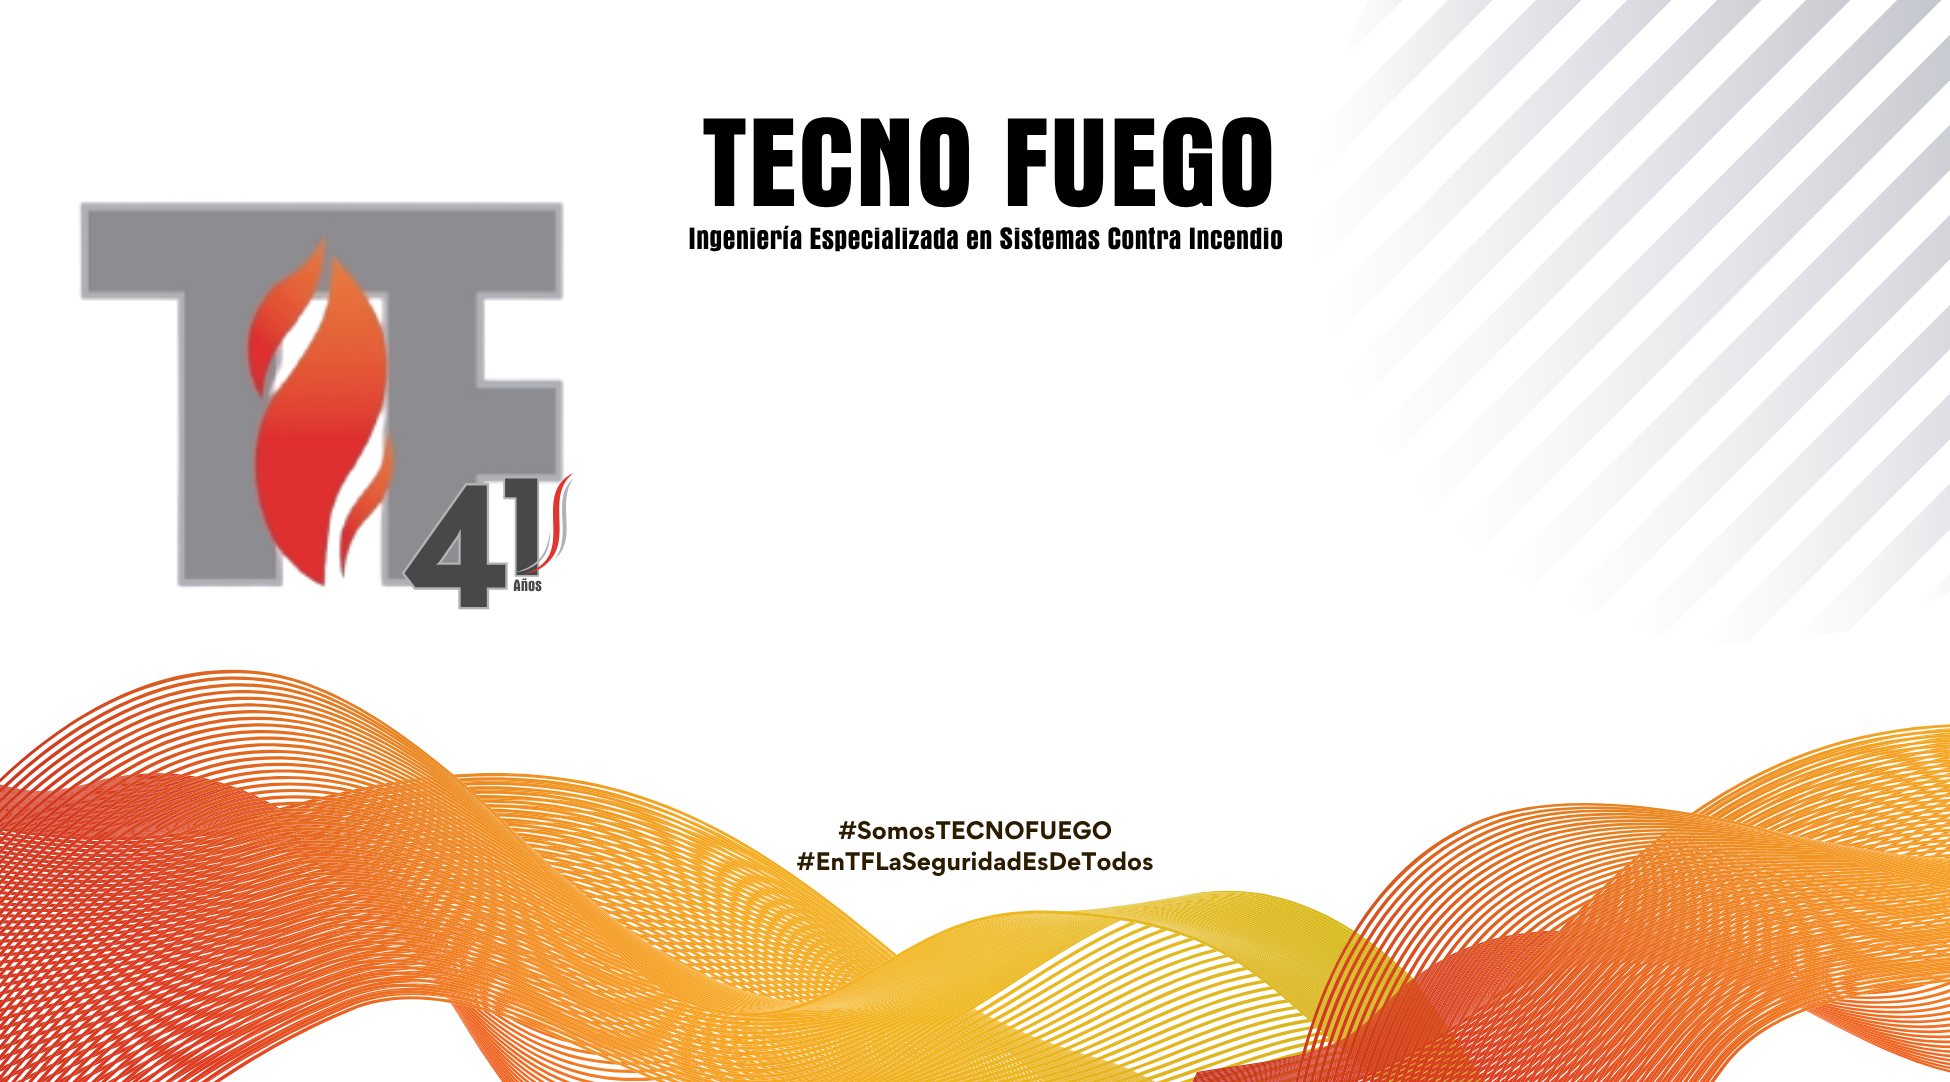 TECNO FUEGO
Ingeniería Especializada en Sistemas Contra Incendio
TF
41
Años
#SomosTECNOFUEGO
#EnTFLaSeguridadEsDeTodos